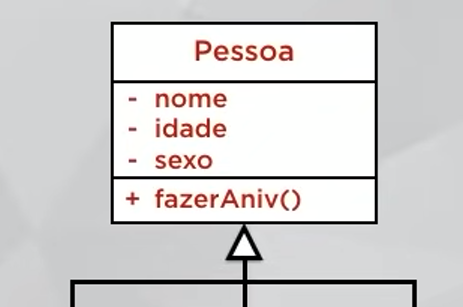 Pessoa
- nome
- idade
- sexo
+ fazerAniv()